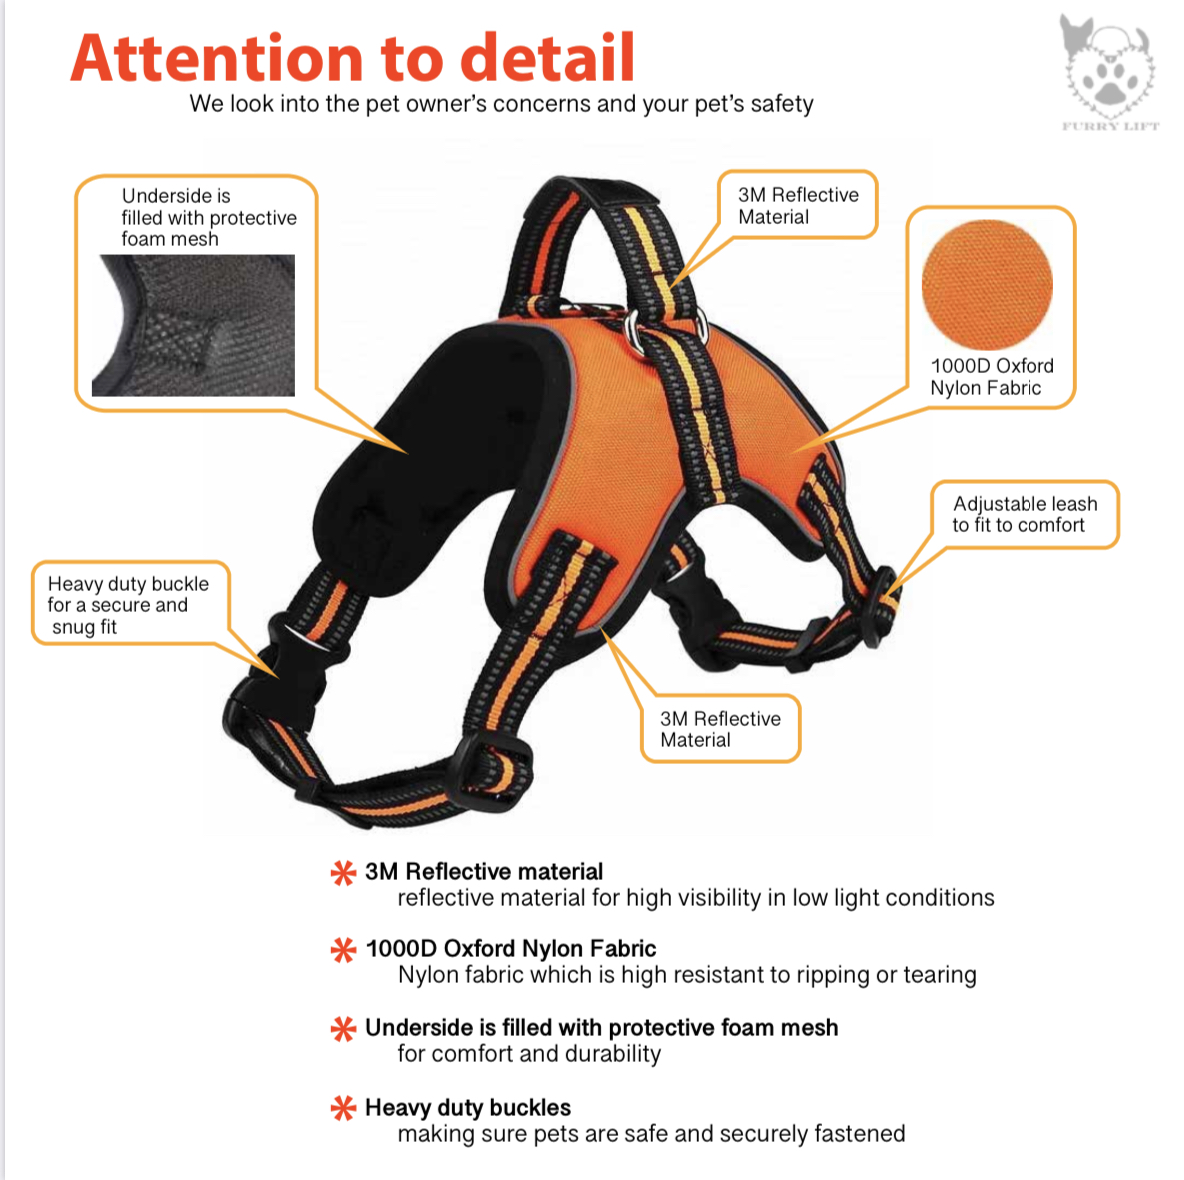 Attention to detail
We look into the pet owner's concerns and your pet's safety
FURRY LIFT
Underside is
filled with protective
foam mesh
3M Reflective
Material
1000D Oxford
Nylon Fabric
Adjustable leash
to fit to comfort
Heavy duty buckle
for a secure and
snug fit
3M Reflective
Material
3M Reflective material
reflective material for high visibility in low light conditions
1000D Oxford Nylon Fabric
Nylon fabric which is high resistant to ripping or tearing
Underside is filled with protective foam mesh
for comfort and durability
Heavy duty buckles
making sure pets are safe and securely fastened